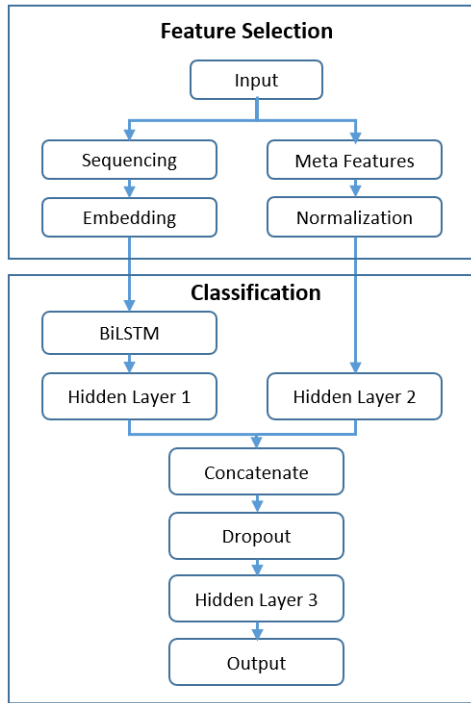 Feature Selection
Input
Sequencing
Meta Features
Embedding
Normalization
Classification
BiLSTM
Hidden Layer 1
Hidden Layer 2
Concatenate
Dropout
Hidden Layer 3
Output